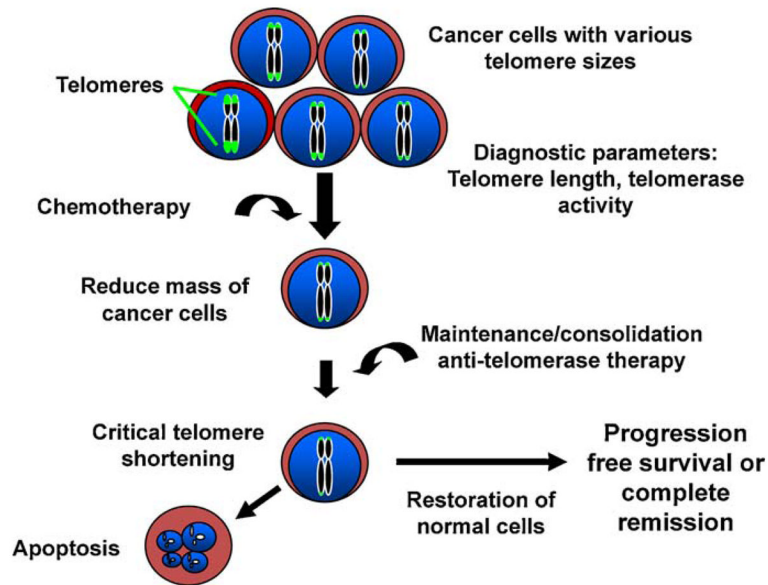 Cancer cells with various
telomere sizes
Telomeres
Diagnostic parameters:
Telomere length, telomerase
activity
Chemotherapy
Reduce mass of
cancer cells
Maintenance/consolidation
anti-telomerase therapy
Critical telomere
shortening
Progression
free survival or
complete
remission
Restoration of
normal cells
Apoptosis